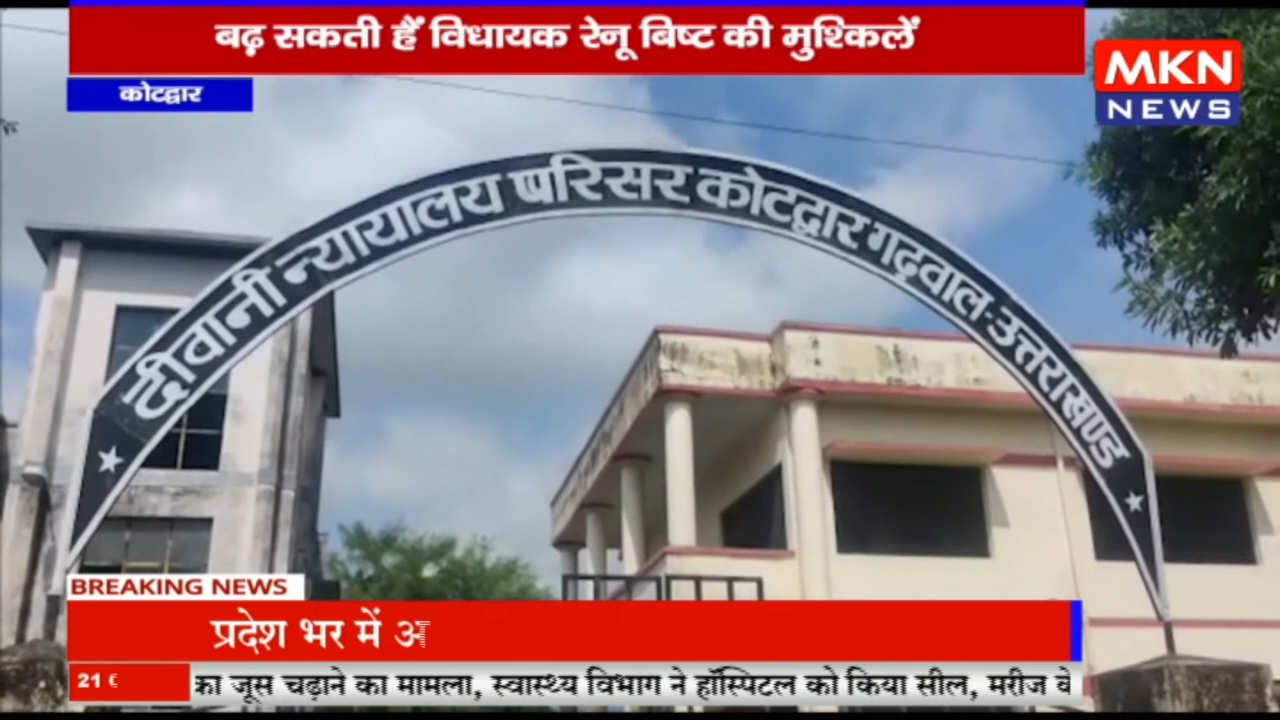 बढ़ सकती हैं विधायक रेनू बिष्ट की मुश्किलें
कोटद्वार
MKN
NEWS
दीवानी न्यायालय परिसर कोटद्वार गढ़वाल-उत्तराखण्ड
BREAKING NEWS
प्रदेश भर में
21
का जूस चढ़ाने का मामला, स्वास्थ्य विभाग ने हॉस्पिटल को किया सील, मरीज